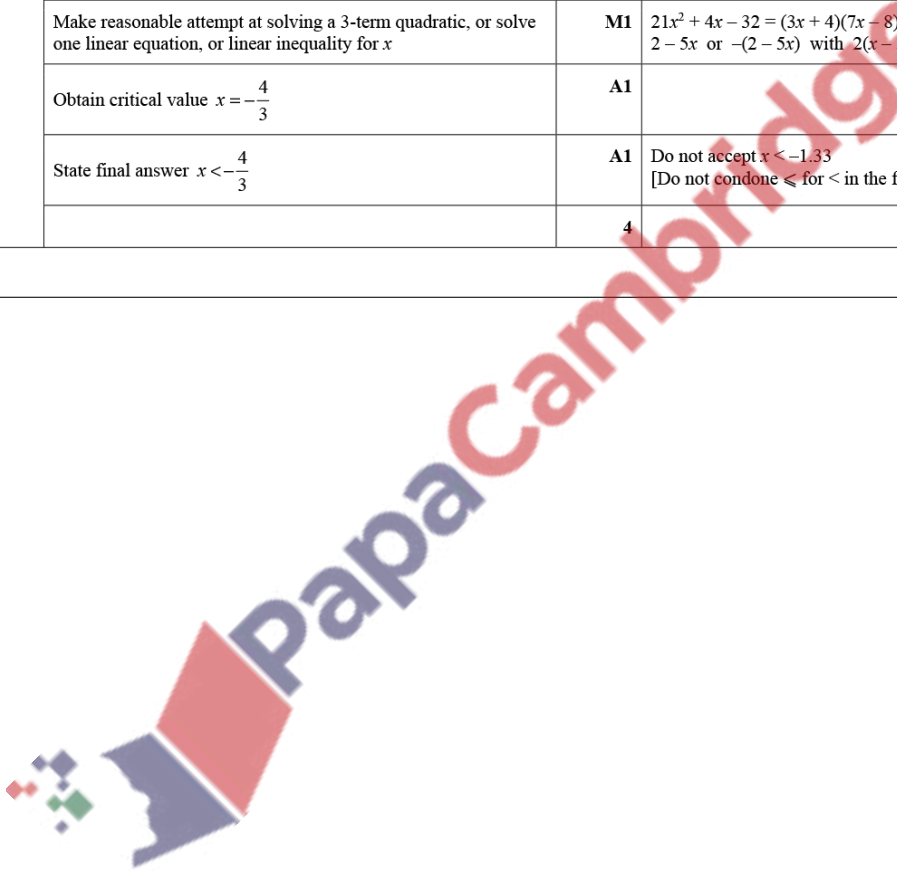 Make reasonable attempt at solving a 3-term quadratic, or solve
one linear equation, or linear inequality for x
M1
21x² + 4x – 32 = (3x + 4)(7x – 8)
2 – 5x or –(2 – 5x) with 2(x –
Obtain critical value x = –4/3
A1
State final answer x < –4/3
A1
Do not accept x < –1.33
[Do not condone ⩽ for < in the f
4
PapaCambridge